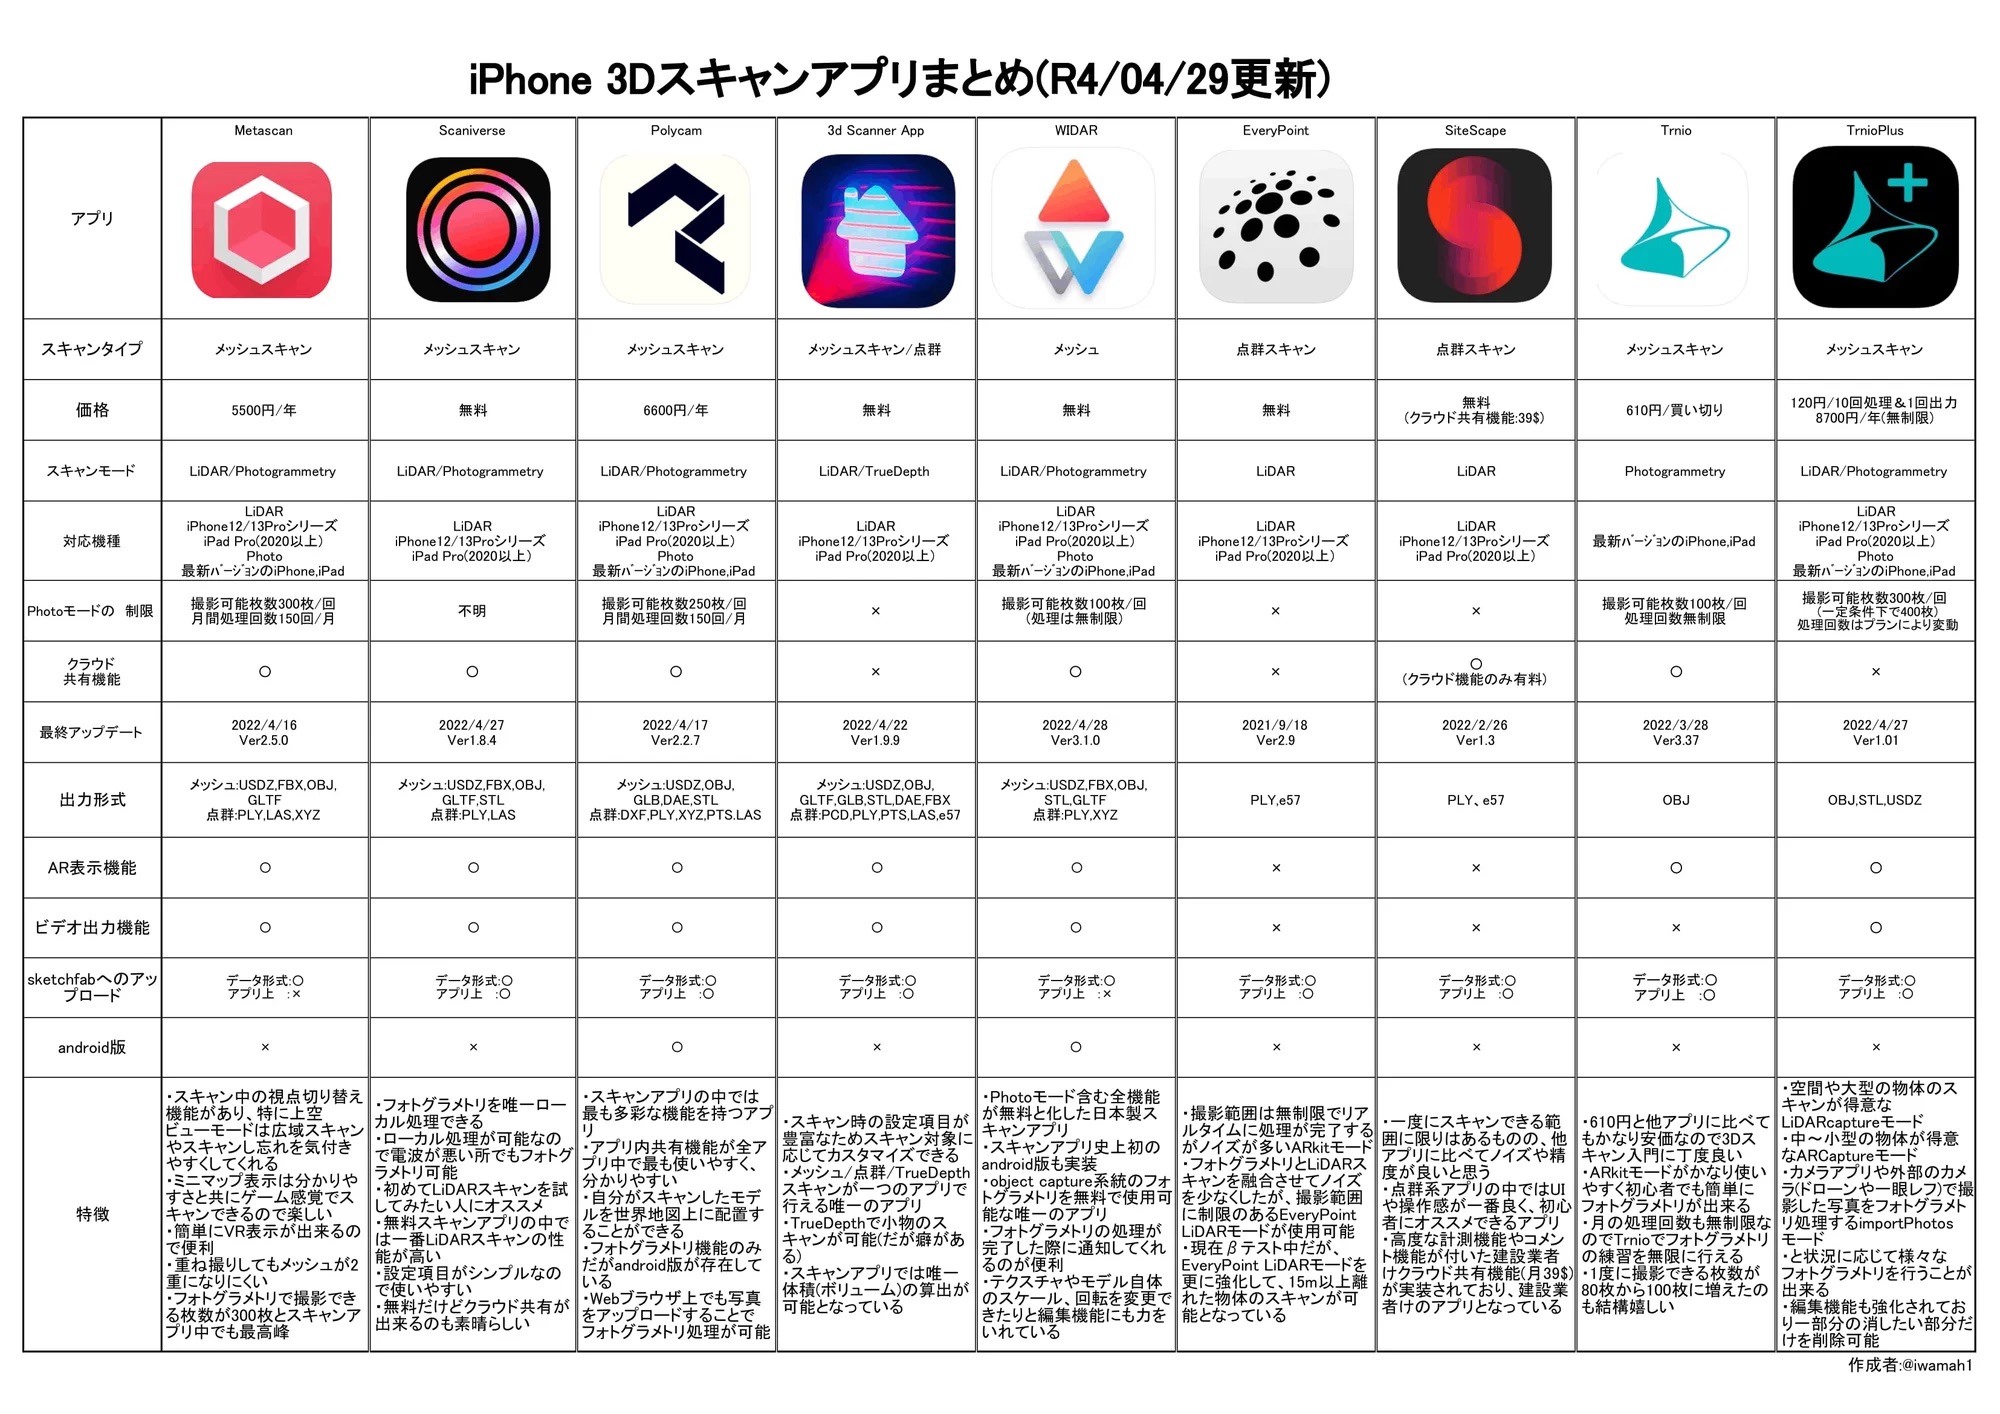 iPhone 3Dスキャンアプリまとめ(R4/04/29更新)
アプリ
Metascan
Scaniverse
Polycam
3d Scanner App
WIDAR
EveryPoint
SiteScape
Trnio
TrnioPlus
スキャンタイプ
メッシュスキャン
メッシュスキャン
メッシュスキャン
メッシュスキャン/点群
メッシュ
点群スキャン
点群スキャン
メッシュスキャン
メッシュスキャン
価格
5500円/年
無料
6600円/年
無料
無料
無料
無料
(クラウド共有機能:39$)
610円/買い切り
120円/10回処理&1回出力
8700円/年(無制限)
スキャンモード
LiDAR/Photogrammetry
LiDAR/Photogrammetry
LiDAR/Photogrammetry
LiDAR/TrueDepth
LiDAR/Photogrammetry
LiDAR
LiDAR
Photogrammetry
LiDAR/Photogrammetry
対応機種
LiDAR
iPhone12/13Proシリーズ
iPad Pro(2020以上)
Photo
最新ﾊﾞｰｼﾞｮﾝのiPhone,iPad
LiDAR
iPhone12/13Proシリーズ
iPad Pro(2020以上)
LiDAR
iPhone12/13Proシリーズ
iPad Pro(2020以上)
Photo
最新ﾊﾞｰｼﾞｮﾝのiPhone,iPad
LiDAR
iPhone12/13Proシリーズ
iPad Pro(2020以上)
LiDAR
iPhone12/13Proシリーズ
iPad Pro(2020以上)
Photo
最新ﾊﾞｰｼﾞｮﾝのiPhone,iPad
LiDAR
iPhone12/13Proシリーズ
iPad Pro(2020以上)
LiDAR
iPhone12/13Proシリーズ
iPad Pro(2020以上)
最新ﾊﾞｰｼﾞｮﾝのiPhone,iPad
LiDAR
iPhone12/13Proシリーズ
iPad Pro(2020以上)
Photo
最新ﾊﾞｰｼﾞｮﾝのiPhone,iPad
Photoモードの　制限
撮影可能枚数300枚/回
月間処理回数150回/月
不明
撮影可能枚数250枚/回
月間処理回数150回/月
×
撮影可能枚数100枚/回
(処理は無制限)
×
×
撮影可能枚数100枚/回
処理回数無制限
撮影可能枚数300枚/回
(一定条件下で400枚)
処理回数はプランにより変動
クラウド
共有機能
○
○
○
×
○
×
○
(クラウド機能のみ有料)
○
×
最終アップデート
2022/4/16
Ver2.5.0
2022/4/27
Ver1.8.4
2022/4/17
Ver2.2.7
2022/4/22
Ver1.9.9
2022/4/28
Ver3.1.0
2021/9/18
Ver2.9
2022/2/26
Ver1.3
2022/3/28
Ver3.37
2022/4/27
Ver1.01
出力形式
メッシュ:USDZ,FBX,OBJ,
GLTF
点群:PLY,LAS,XYZ
メッシュ:USDZ,FBX,OBJ,
GLTF,STL
点群:PLY,LAS
メッシュ:USDZ,OBJ,
GLB,DAE,STL
点群:DXF,PLY,XYZ,PTS.LAS
メッシュ:USDZ,OBJ,
GLTF,GLB,STL,DAE,FBX
点群:PCD,PLY,PTS,LAS,e57
メッシュ:USDZ,FBX,OBJ,
STL,GLTF
点群:PLY,XYZ
PLY,e57
PLY、e57
OBJ
OBJ,STL,USDZ
AR表示機能
○
○
○
○
○
×
×
○
○
ビデオ出力機能
○
○
○
○
○
×
×
×
○
sketchfabへのアッ
プロード
データ形式:○
アプリ上　:×
データ形式:○
アプリ上　:○
データ形式:○
アプリ上　:○
データ形式:○
アプリ上　:○
データ形式:○
アプリ上　:×
データ形式:○
アプリ上　:○
データ形式:○
アプリ上　:○
データ形式:○
アプリ上　:○
データ形式:○
アプリ上　:○
android版
×
×
○
×
○
×
×
×
×
特徴
・スキャン中の視点切り替え
機能があり、特に上空
ビューモードは広域スキャン
やスキャンし忘れを気付き
やすくしてくれる
・ミニマップ表示は分かりや
すさと共にゲーム感覚でス
キャンできるので楽しい
・簡単にVR表示が出来るの
で便利
・重ね撮りしてもメッシュが2
重になりにくい
・フォトグラメトリで撮影でき
る枚数が300枚とスキャンア
プリ中でも最高峰
・フォトグラメトリを唯一ロー
カル処理できる
・ローカル処理が可能なの
で電波が悪い所でもフォトグ
ラメトリ可能
・初めてLiDARスキャンを試
してみたい人にオススメ
・無料スキャンアプリの中で
は一番LiDARスキャンの性
能が高い
・設定項目がシンプルなの
で使いやすい
・無料だけどクラウド共有が
出来るのも素晴らしい
・スキャンアプリの中では
最も多彩な機能を持つアプ
リ
・アプリ内共有機能が全ア
プリ中で最も使いやすく、
分かりやすい
・自分がスキャンしたモデ
ルを世界地図上に配置す
ることができる
・フォトグラメトリ機能のみ
だがandroid版が存在して
いる
・Webブラウザ上でも写真
をアップロードすることで
フォトグラメトリ処理が可能
・スキャン時の設定項目が
豊富なためスキャン対象に
応じてカスタマイズできる
・メッシュ/点群/TrueDepth
スキャンが一つのアプリで
行える唯一のアプリ
・TrueDepthで小物のス
キャンが可能(だが癖があ
る)
・スキャンアプリでは唯一
体積(ボリューム)の算出が
可能となっている
・Photoモード含む全機能
が無料と化した日本製ス
キャンアプリ
・スキャンアプリ史上初の
android版も実装
・object capture系統のフォ
トグラメトリを無料で使用可
能な唯一のアプリ
・フォトグラメトリの処理が
完了した際に通知してくれ
るのが便利
・テクスチャやモデル自体
のスケール、回転を変更で
きたりと編集機能にも力を
いれている
・撮影範囲は無制限でリア
ルタイムに処理が完了する
がノイズが多いARkitモード
・フォトグラメトリとLiDARス
キャンを融合させてノイズ
を少なくしたが、撮影範囲
に制限のあるEveryPoint
LiDARモードが使用可能
・現在βテスト中だが、
EveryPoint LiDARモードを
更に強化して、15m以上離
れた物体のスキャンが可
能となっている
・一度にスキャンできる範
囲に限りはあるものの、他
アプリに比べてノイズや精
度が良いと思う
・点群系アプリの中ではUI
や操作感が一番良く、初心
者にオススメできるアプリ
・高度な計測機能やコメン
ト機能が付いた建設業者
けクラウド共有機能(月39$)
が実装されており、建設業
者けのアプリとなっている
・610円と他アプリに比べて
もかなり安価なので3Dス
キャン入門に丁度良い
・ARkitモードがかなり使い
やすく初心者でも簡単に
フォトグラメトリが出来る
・月の処理回数も無制限な
のでTrnioでフォトグラメトリ
の練習を無限に行える
・1度に撮影できる枚数が
80枚から100枚に増えたの
も結構嬉しい
・空間や大型の物体のス
キャンが得意な
LiDARcaptureモード
・中～小型の物体が得意
なARCaptureモード
・カメラアプリや外部のカメ
ラ(ドローンや一眼レフ)で撮
影した写真をフォトグラメト
リ処理するimportPhotos
モード
・と状況に応じて様々な
フォトグラメトリを行うことが
出来る
・編集機能も強化されてお
り一部分の消したい部分だ
けを削除可能
作成者:@iwamah1